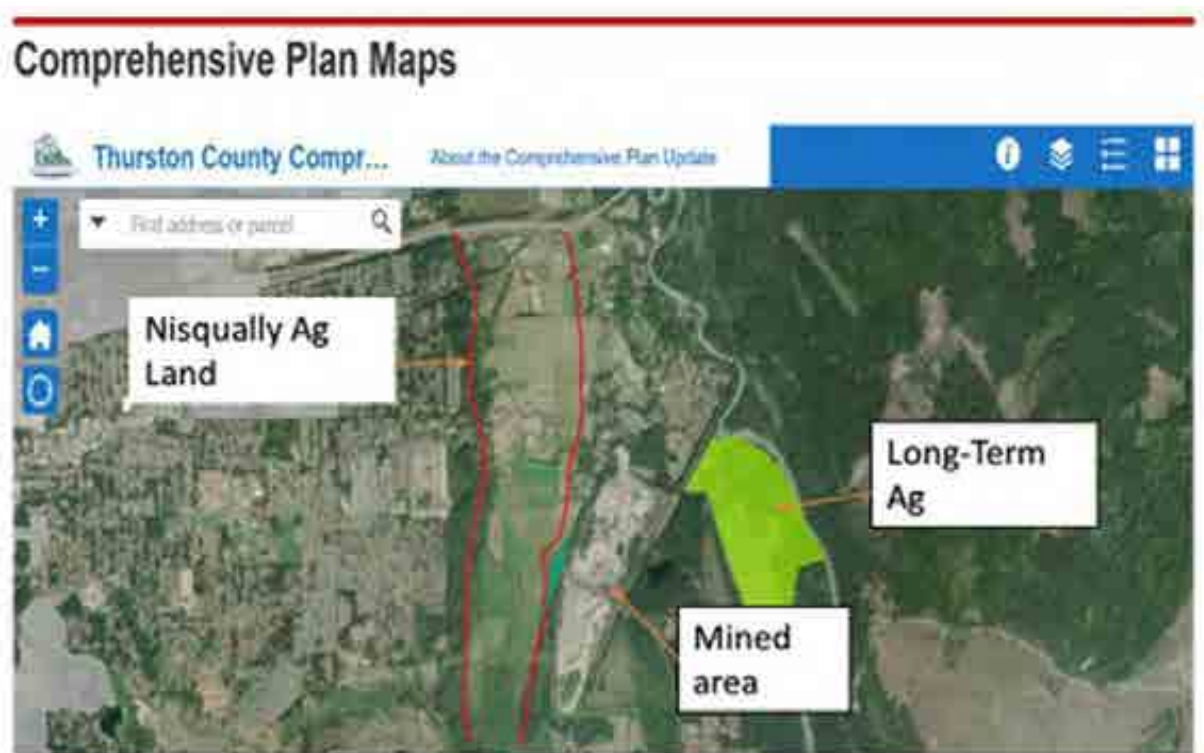 Comprehensive Plan Maps
Thurston County Compr...
About the Comprehensive Plan Update
+
Find address or parcel
−
Nisqually Ag
Land
Long-Term
Ag
Mined
area